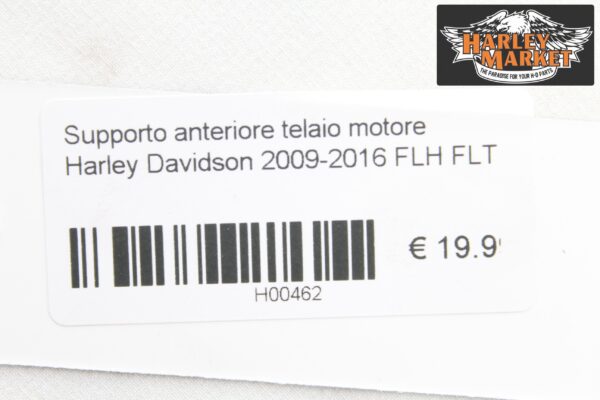 HARLEY
MARKET
THE PARADISE FOR YOUR H-D PARTS
Supporto anteriore telaio motore
Harley Davidson 2009-2016 FLH FLT
€ 19.9
H00462